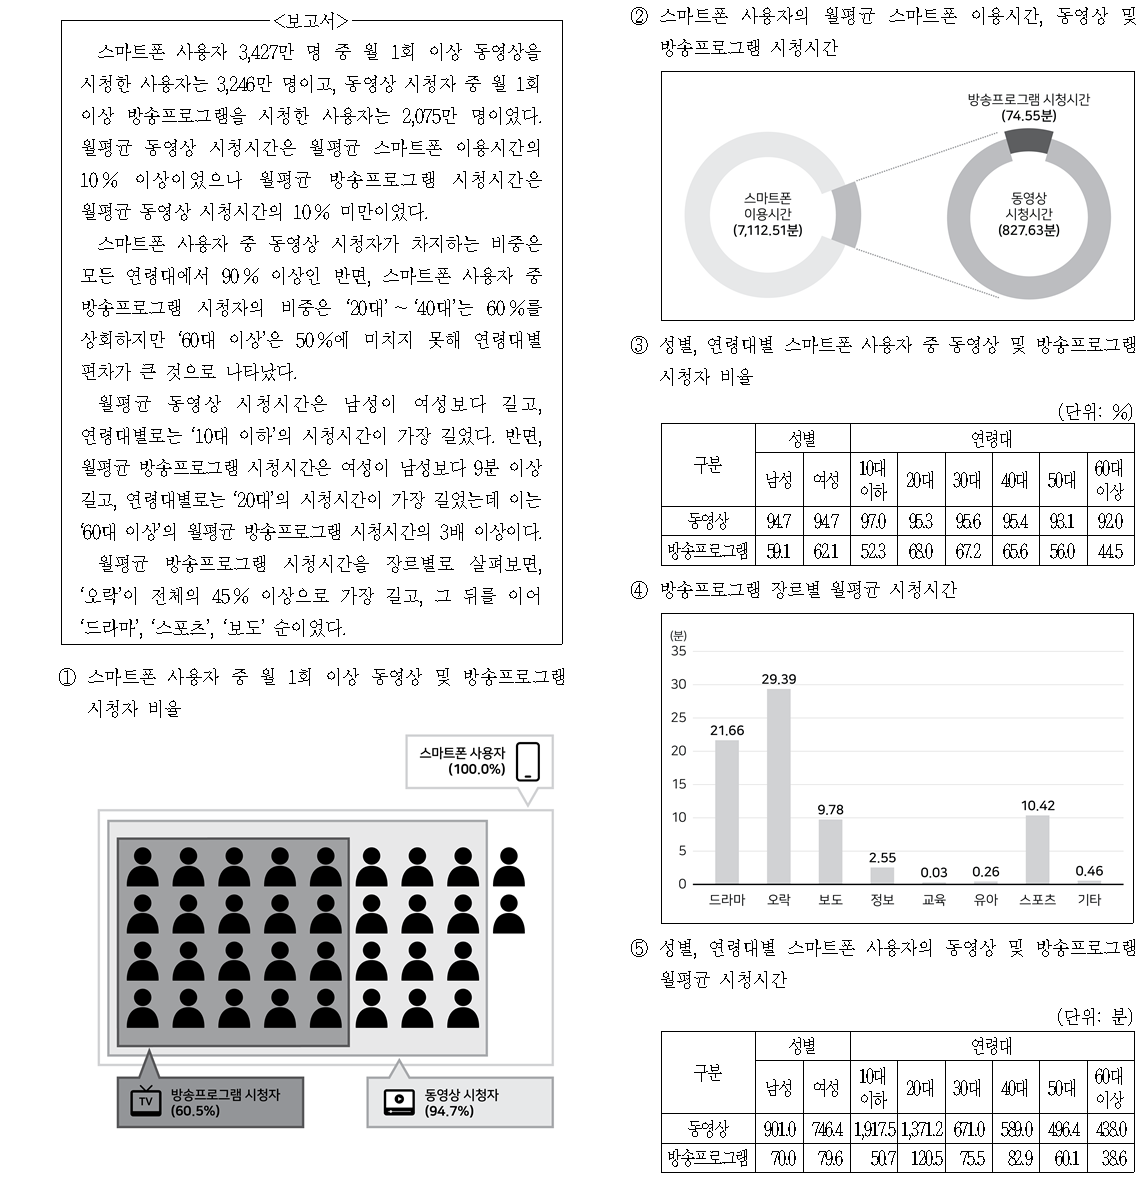 <보고서>
스마트폰 사용자 3,427만 명 중 월 1회 이상 동영상을
시청한 사용자는 3,246만 명이고, 동영상 시청자 중 월 1회
이상 방송프로그램을 시청한 사용자는 2,075만 명이었다.
월평균 동영상 시청시간은 월평균 스마트폰 이용시간의
10% 이상이었으나 월평균 방송프로그램 시청시간은
월평균 동영상 시청시간의 10% 미만이었다.
스마트폰 사용자 중 동영상 시청자가 차지하는 비중은
모든 연령대에서 90% 이상인 반면, 스마트폰 사용자 중
방송프로그램 시청자의 비중은 ‘20대’ ~ ‘40대’는 60%를
상회하지만 ‘60대 이상’은 50%에 미치지 못해 연령대별
편차가 큰 것으로 나타났다.
월평균 동영상 시청시간은 남성이 여성보다 길고,
연령대별로는 ‘10대 이하’의 시청시간이 가장 길었다. 반면,
월평균 방송프로그램 시청시간은 여성이 남성보다 9분 이상
길고, 연령대별로는 ‘20대’의 시청시간이 가장 길었는데 이는
‘60대 이상’의 월평균 방송프로그램 시청시간의 3배 이상이다.
월평균 방송프로그램 시청시간을 장르별로 살펴보면,
‘오락’이 전체의 45% 이상으로 가장 길고, 그 뒤를 이어
‘드라마’, ‘스포츠’, ‘보도’ 순이었다.
① 스마트폰 사용자 중 월 1회 이상 동영상 및 방송프로그램
시청자 비율
스마트폰 사용자
(100.0%)
TV
방송프로그램 시청자
(60.5%)
동영상 시청자
(94.7%)
② 스마트폰 사용자의 월평균 스마트폰 이용시간, 동영상 및
방송프로그램 시청시간
방송프로그램 시청시간
(74.55분)
스마트폰
이용시간
(7,112.51분)
동영상
시청시간
(827.63분)
③ 성별, 연령대별 스마트폰 사용자 중 동영상 및 방송프로그램
시청자 비율
(단위: %)
구분 성별 연령대
남성 여성 10대 이하 20대 30대 40대 50대 60대 이상
동영상 94.7 94.7 97.0 95.3 95.6 95.4 93.1 92.0
방송프로그램 59.1 62.1 52.3 68.0 67.2 65.6 56.0 44.5
④ 방송프로그램 장르별 월평균 시청시간
(분)
35
30
25
20
15
10
5
0
21.66 29.39 9.78 2.55 0.03 0.26 10.42 0.46
드라마 오락 보도 정보 교육 유아 스포츠 기타
⑤ 성별, 연령대별 스마트폰 사용자의 동영상 및 방송프로그램
월평균 시청시간
(단위: 분)
구분 성별 연령대
남성 여성 10대 이하 20대 30대 40대 50대 60대 이상
동영상 901.0 746.4 1,917.5 1,371.2 671.0 589.0 496.4 438.0
방송프로그램 70.0 79.6 50.7 120.5 75.5 82.9 60.1 38.6